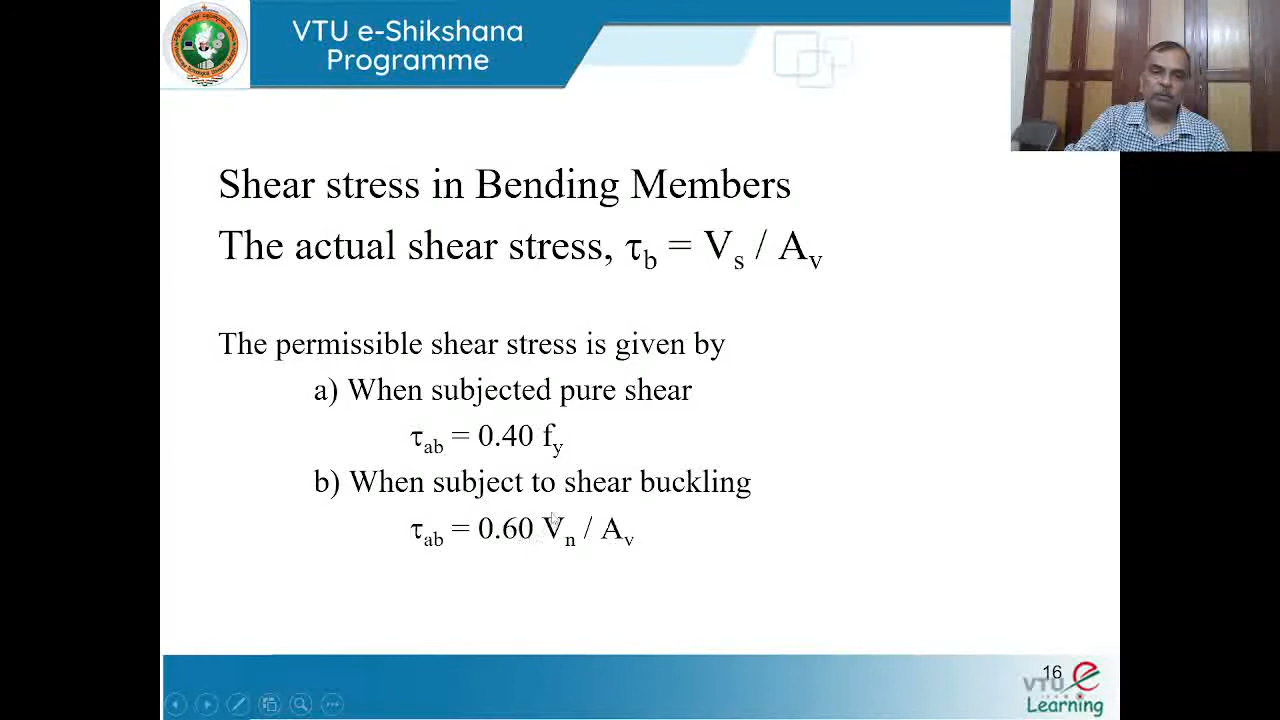 VTU e-Shikshana
Programme
Shear stress in Bending Members
The actual shear stress, τb = Vs / Av
The permissible shear stress is given by
a) When subjected pure shear
τab = 0.40 fy
b) When subject to shear buckling
τab = 0.60 Vn / Av
16
VTU e
Learning